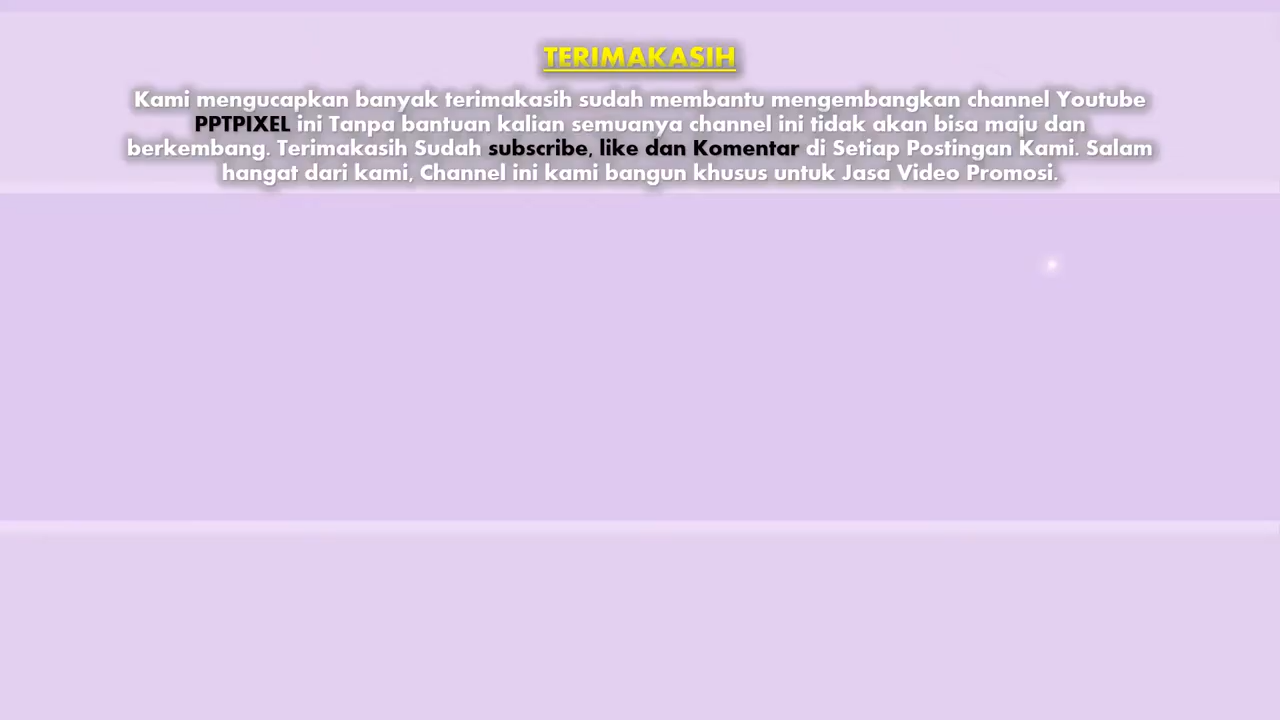 TERIMAKASIH
Kami mengucapkan banyak terimakasih sudah membantu mengembangkan channel Youtube
PPTPIXEL ini Tanpa bantuan kalian semuanya channel ini tidak akan bisa maju dan
berkembang. Terimakasih Sudah subscribe, like dan Komentar di Setiap Postingan Kami. Salam
hangat dari kami, Channel ini kami bangun khusus untuk Jasa Video Promosi.